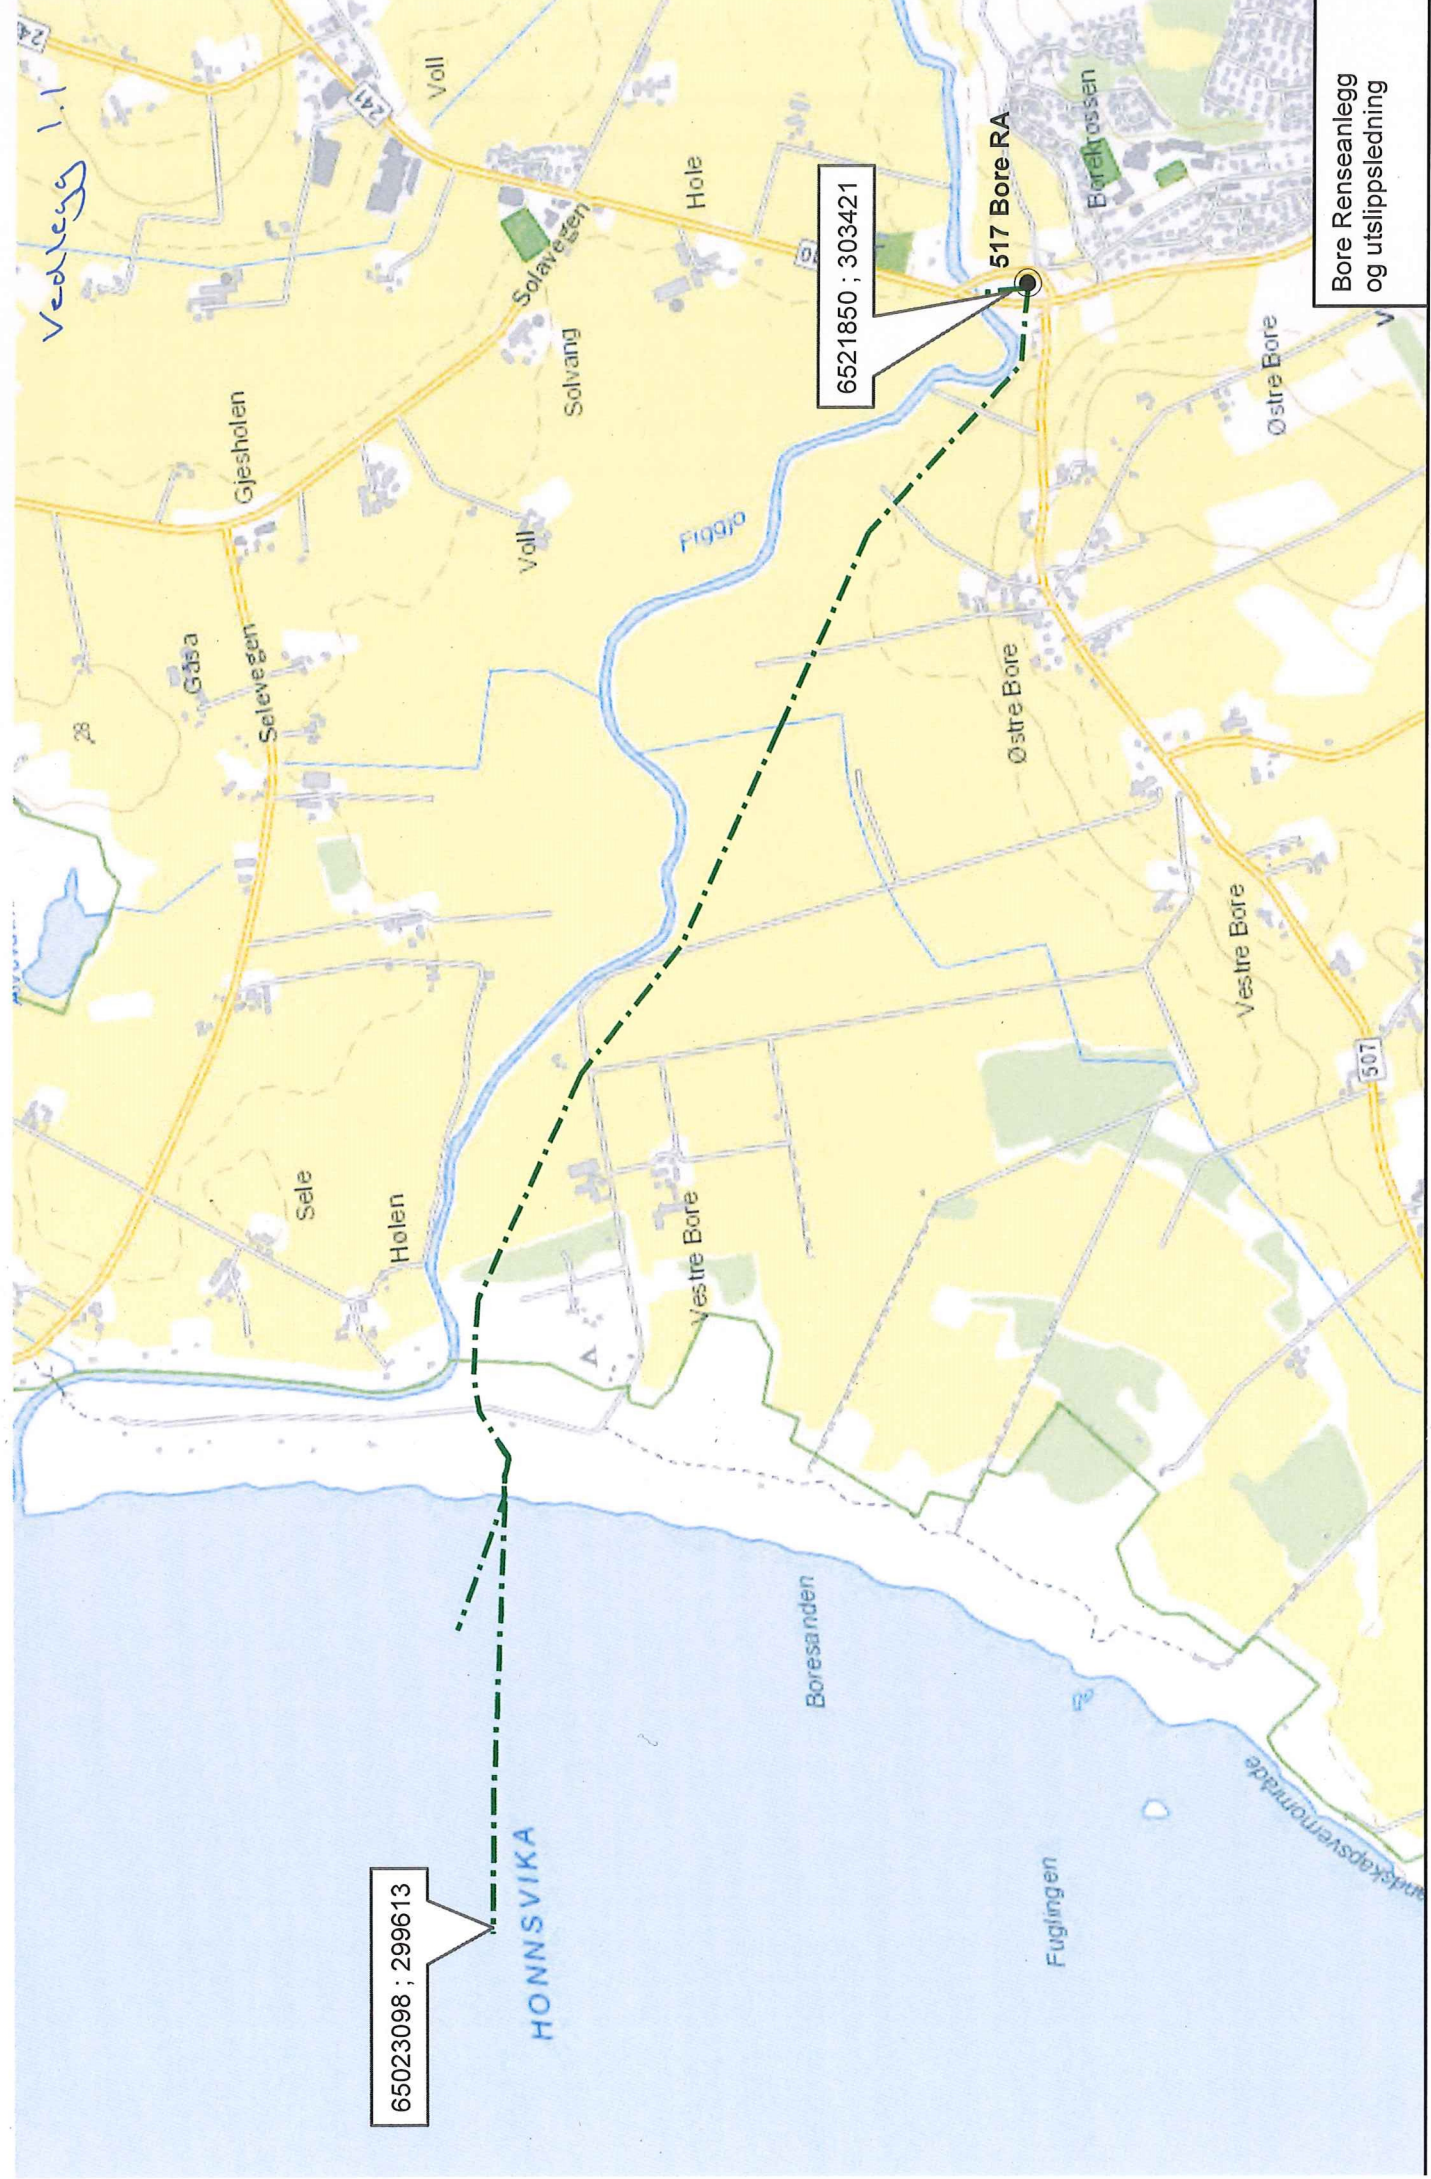 Vedlegg 1.1
241
Voll
Gjesholen
Solavegen
Hole
Solvang
Gåsa
Selevegen
28
Voll
Figgjo
6521850 ; 303421
517 Bore RA
Borekrossen
Østre Bore
Østre Bore
Sele
Holen
Vestre Bore
Vestre Bore
507
65023098 ; 299613
HONNSVIKA
Boresanden
Fuglingen
andskapsvernområde
Bore Renseanlegg
og utslippsledning